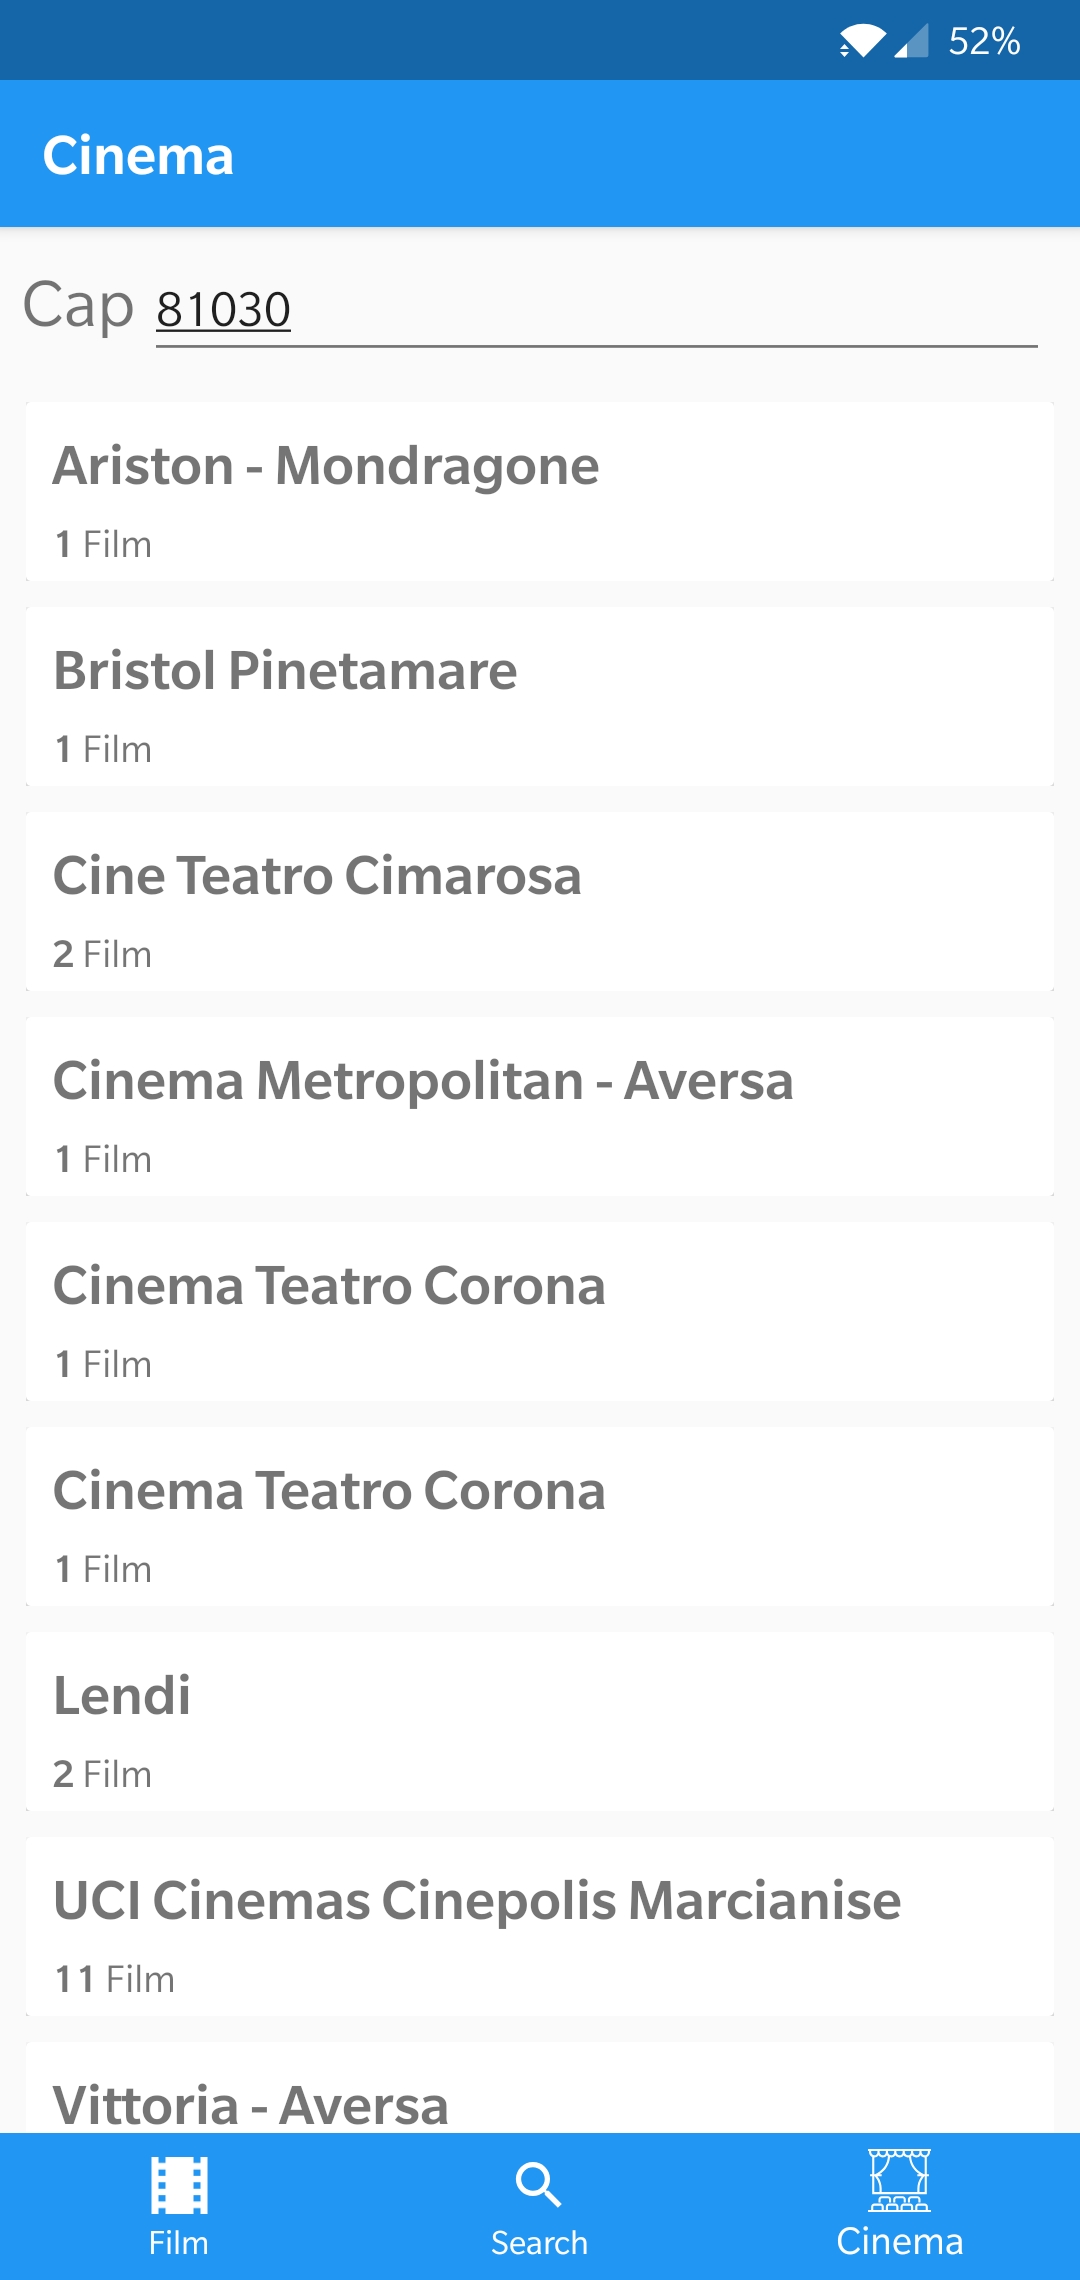 52%
Cinema
Cap 81030
Ariston - Mondragone
1 Film
Bristol Pinetamare
1 Film
Cine Teatro Cimarosa
2 Film
Cinema Metropolitan - Aversa
1 Film
Cinema Teatro Corona
1 Film
Cinema Teatro Corona
1 Film
Lendi
2 Film
UCI Cinemas Cinepolis Marcianise
11 Film
Vittoria - Aversa
Film Search Cinema